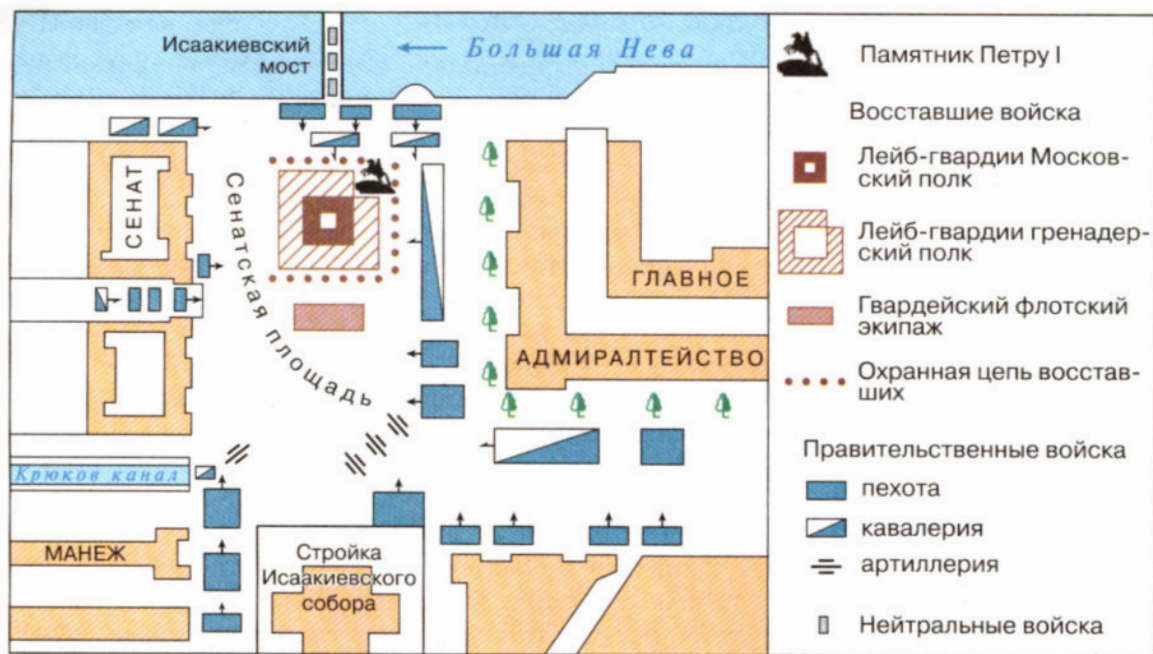 Исаакиевский
мост
Большая Нева
СЕНАТ
Сенатская площадь
ГЛАВНОЕ
АДМИРАЛТЕЙСТВО
Крюков канал
МАНЕЖ
Стройка
Исаакиевского
собора
Памятник Петру I
Восставшие войска
Лейб-гвардии Москов-
ский полк
Лейб-гвардии гренадер-
ский полк
Гвардейский флотский
экипаж
Охранная цепь восстав-
ших
Правительственные войска
пехота
кавалерия
артиллерия
Нейтральные войска